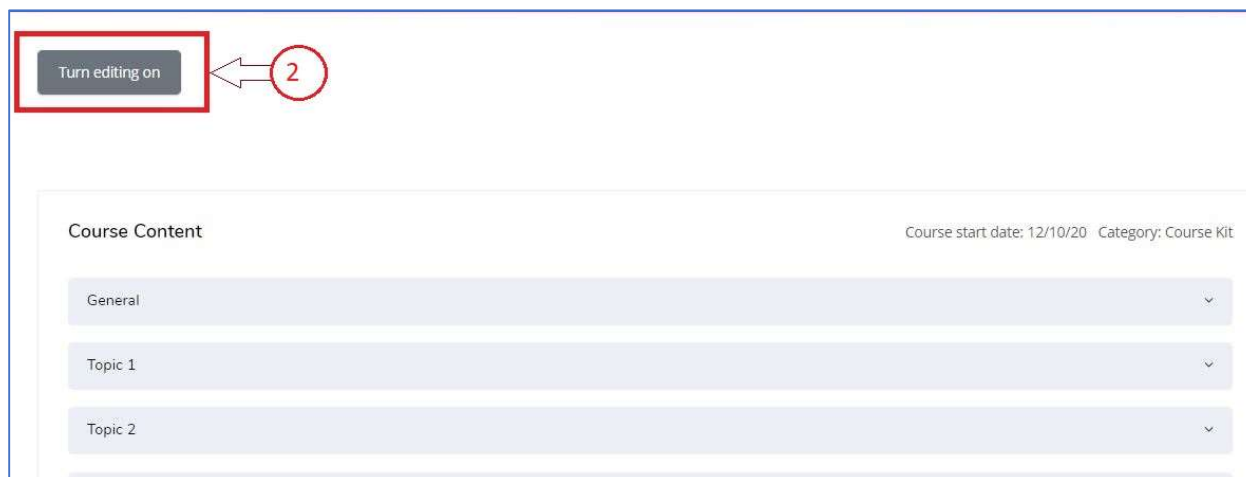 Turn editing on
2
Course Content
Course start date: 12/10/20 Category: Course Kit
General
Topic 1
Topic 2